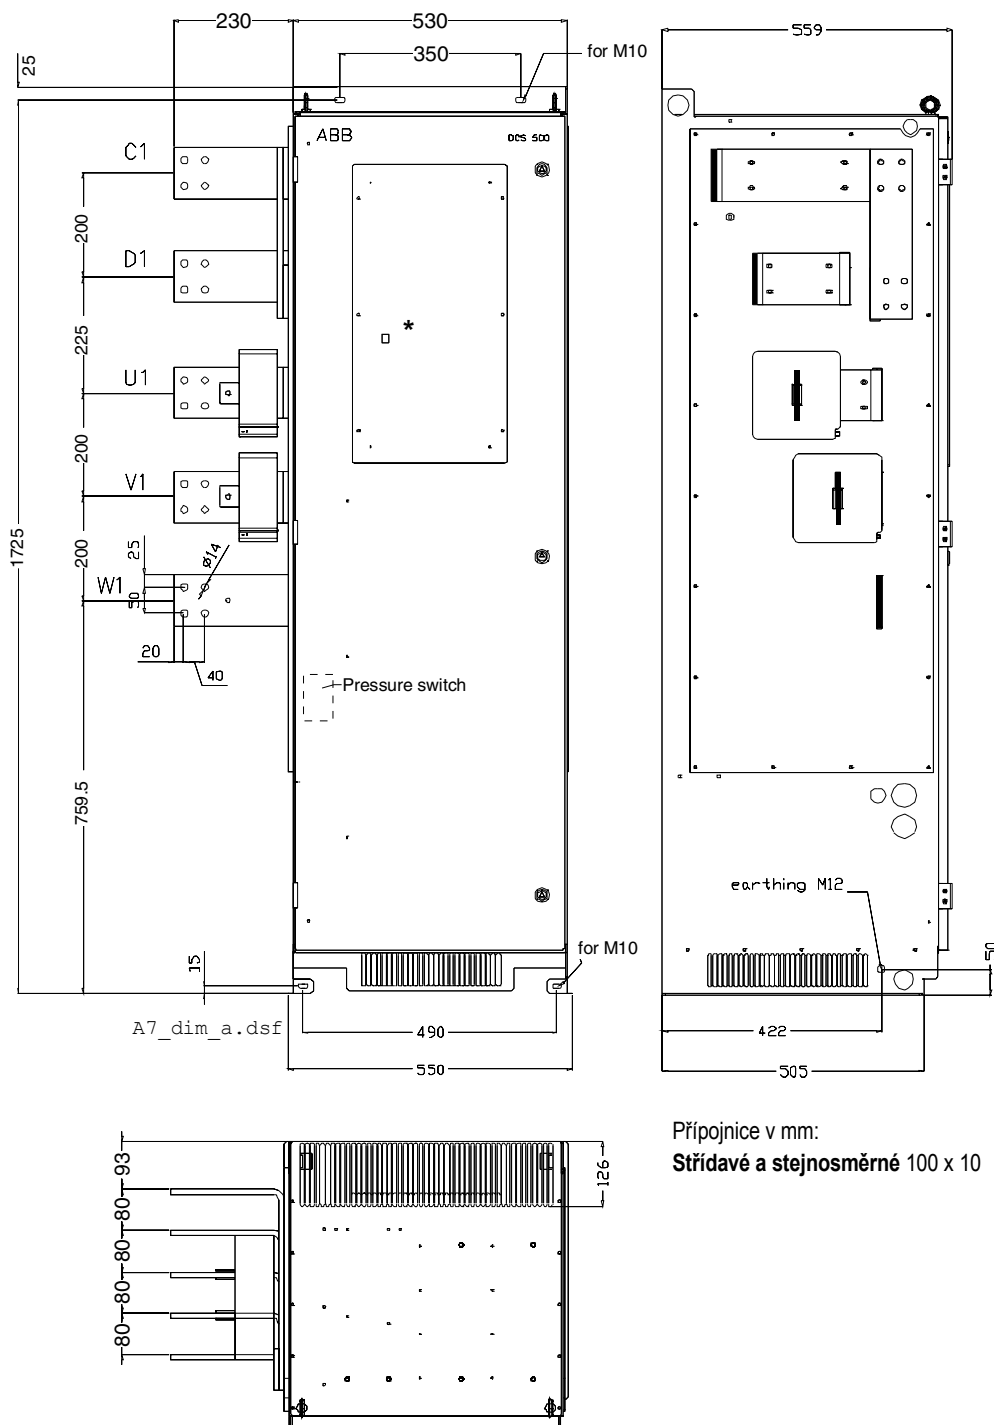 230
530
559
350
for M10
25
ABB
DCS 500
C1
200
D1
225
*
U1
200
V1
1725
200
25
ø14
W1
50
20
40
Pressure switch
759.5
earthing M12
for M10
15
50
A7_dim_a.dsf
490
422
550
505
93
80
80
80
80
126
Přípojnice v mm:
Střídavé a stejnosměrné 100 x 10